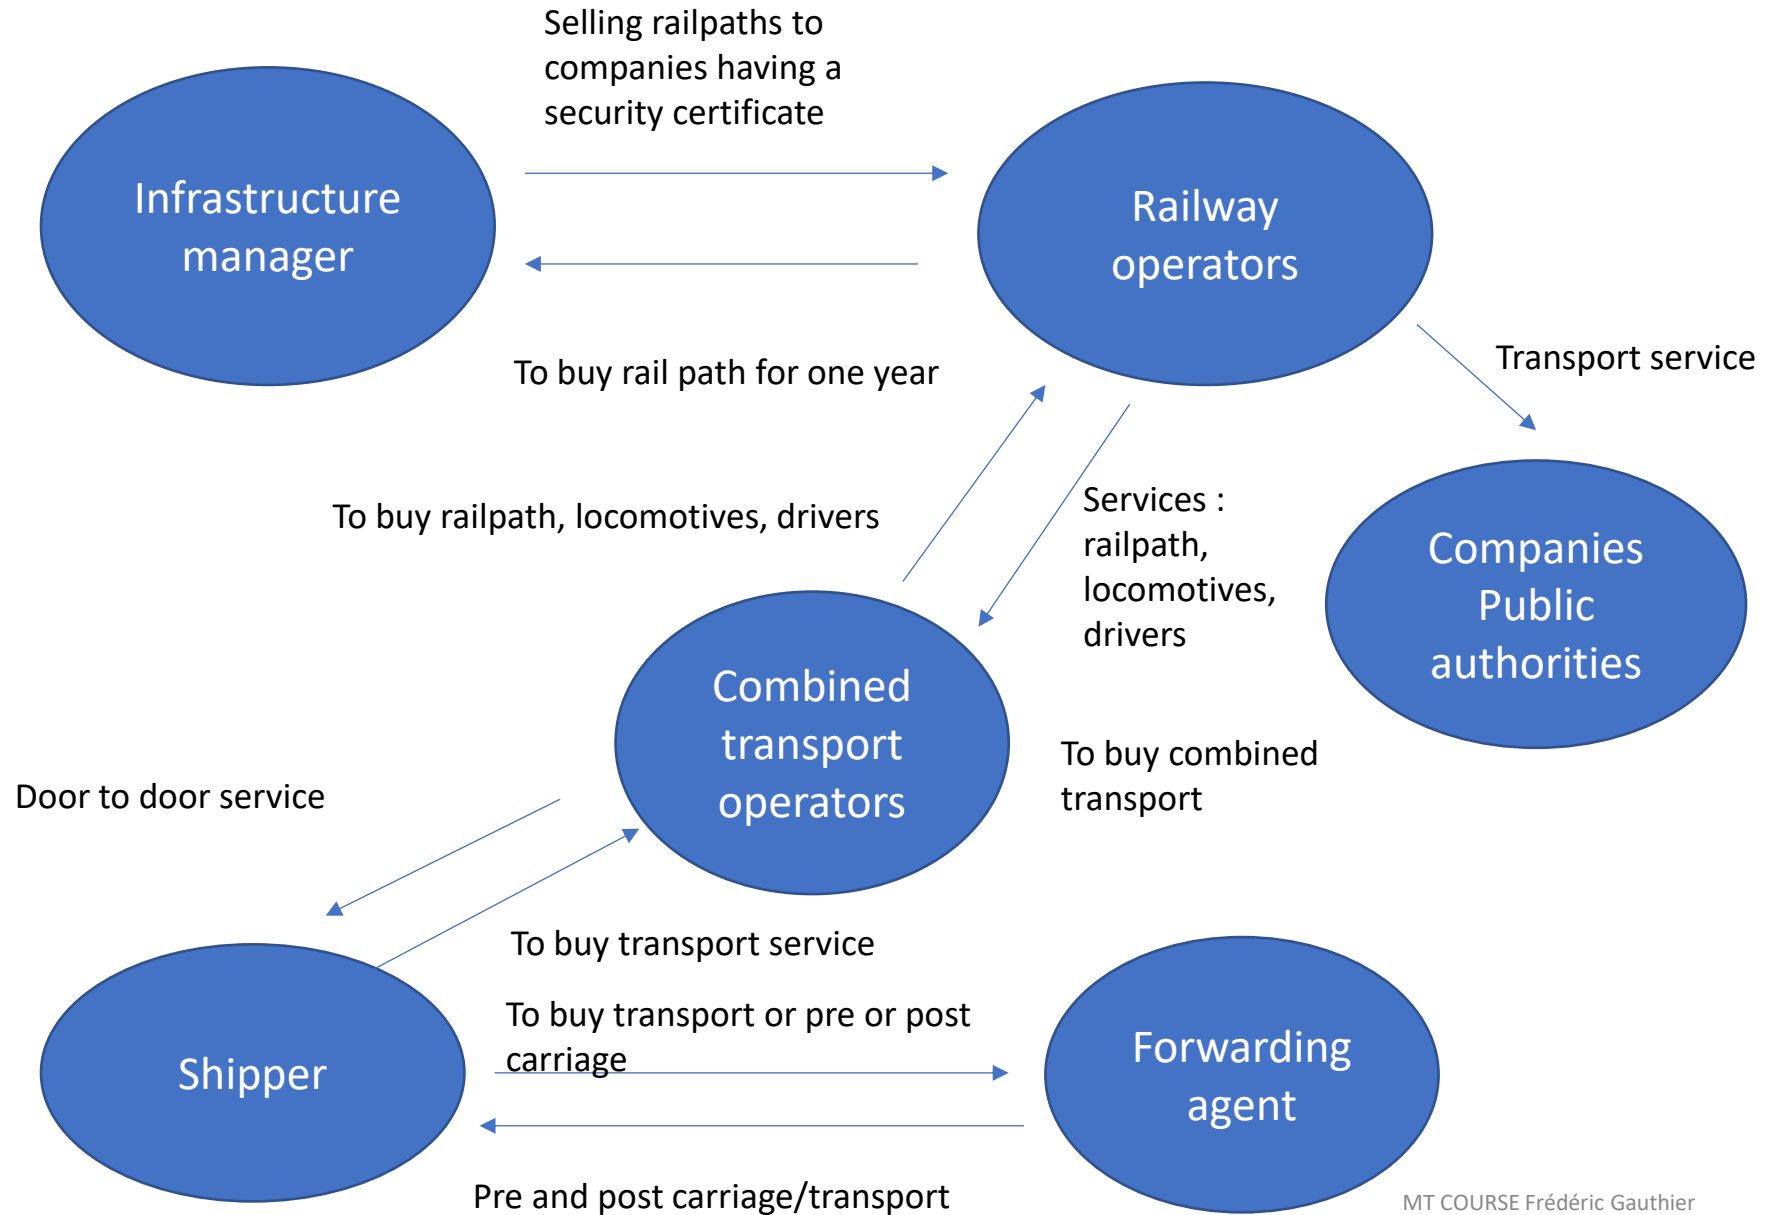 Selling railpaths to
companies having a
security certificate
Infrastructure
manager
Railway
operators
To buy rail path for one year
Transport service
To buy railpath, locomotives, drivers
Services :
railpath,
locomotives,
drivers
Companies
Public
authorities
Combined
transport
operators
To buy combined
transport
Door to door service
To buy transport service
To buy transport or pre or post
carriage
Shipper
Forwarding
agent
Pre and post carriage/transport
MT COURSE Frédéric Gauthier